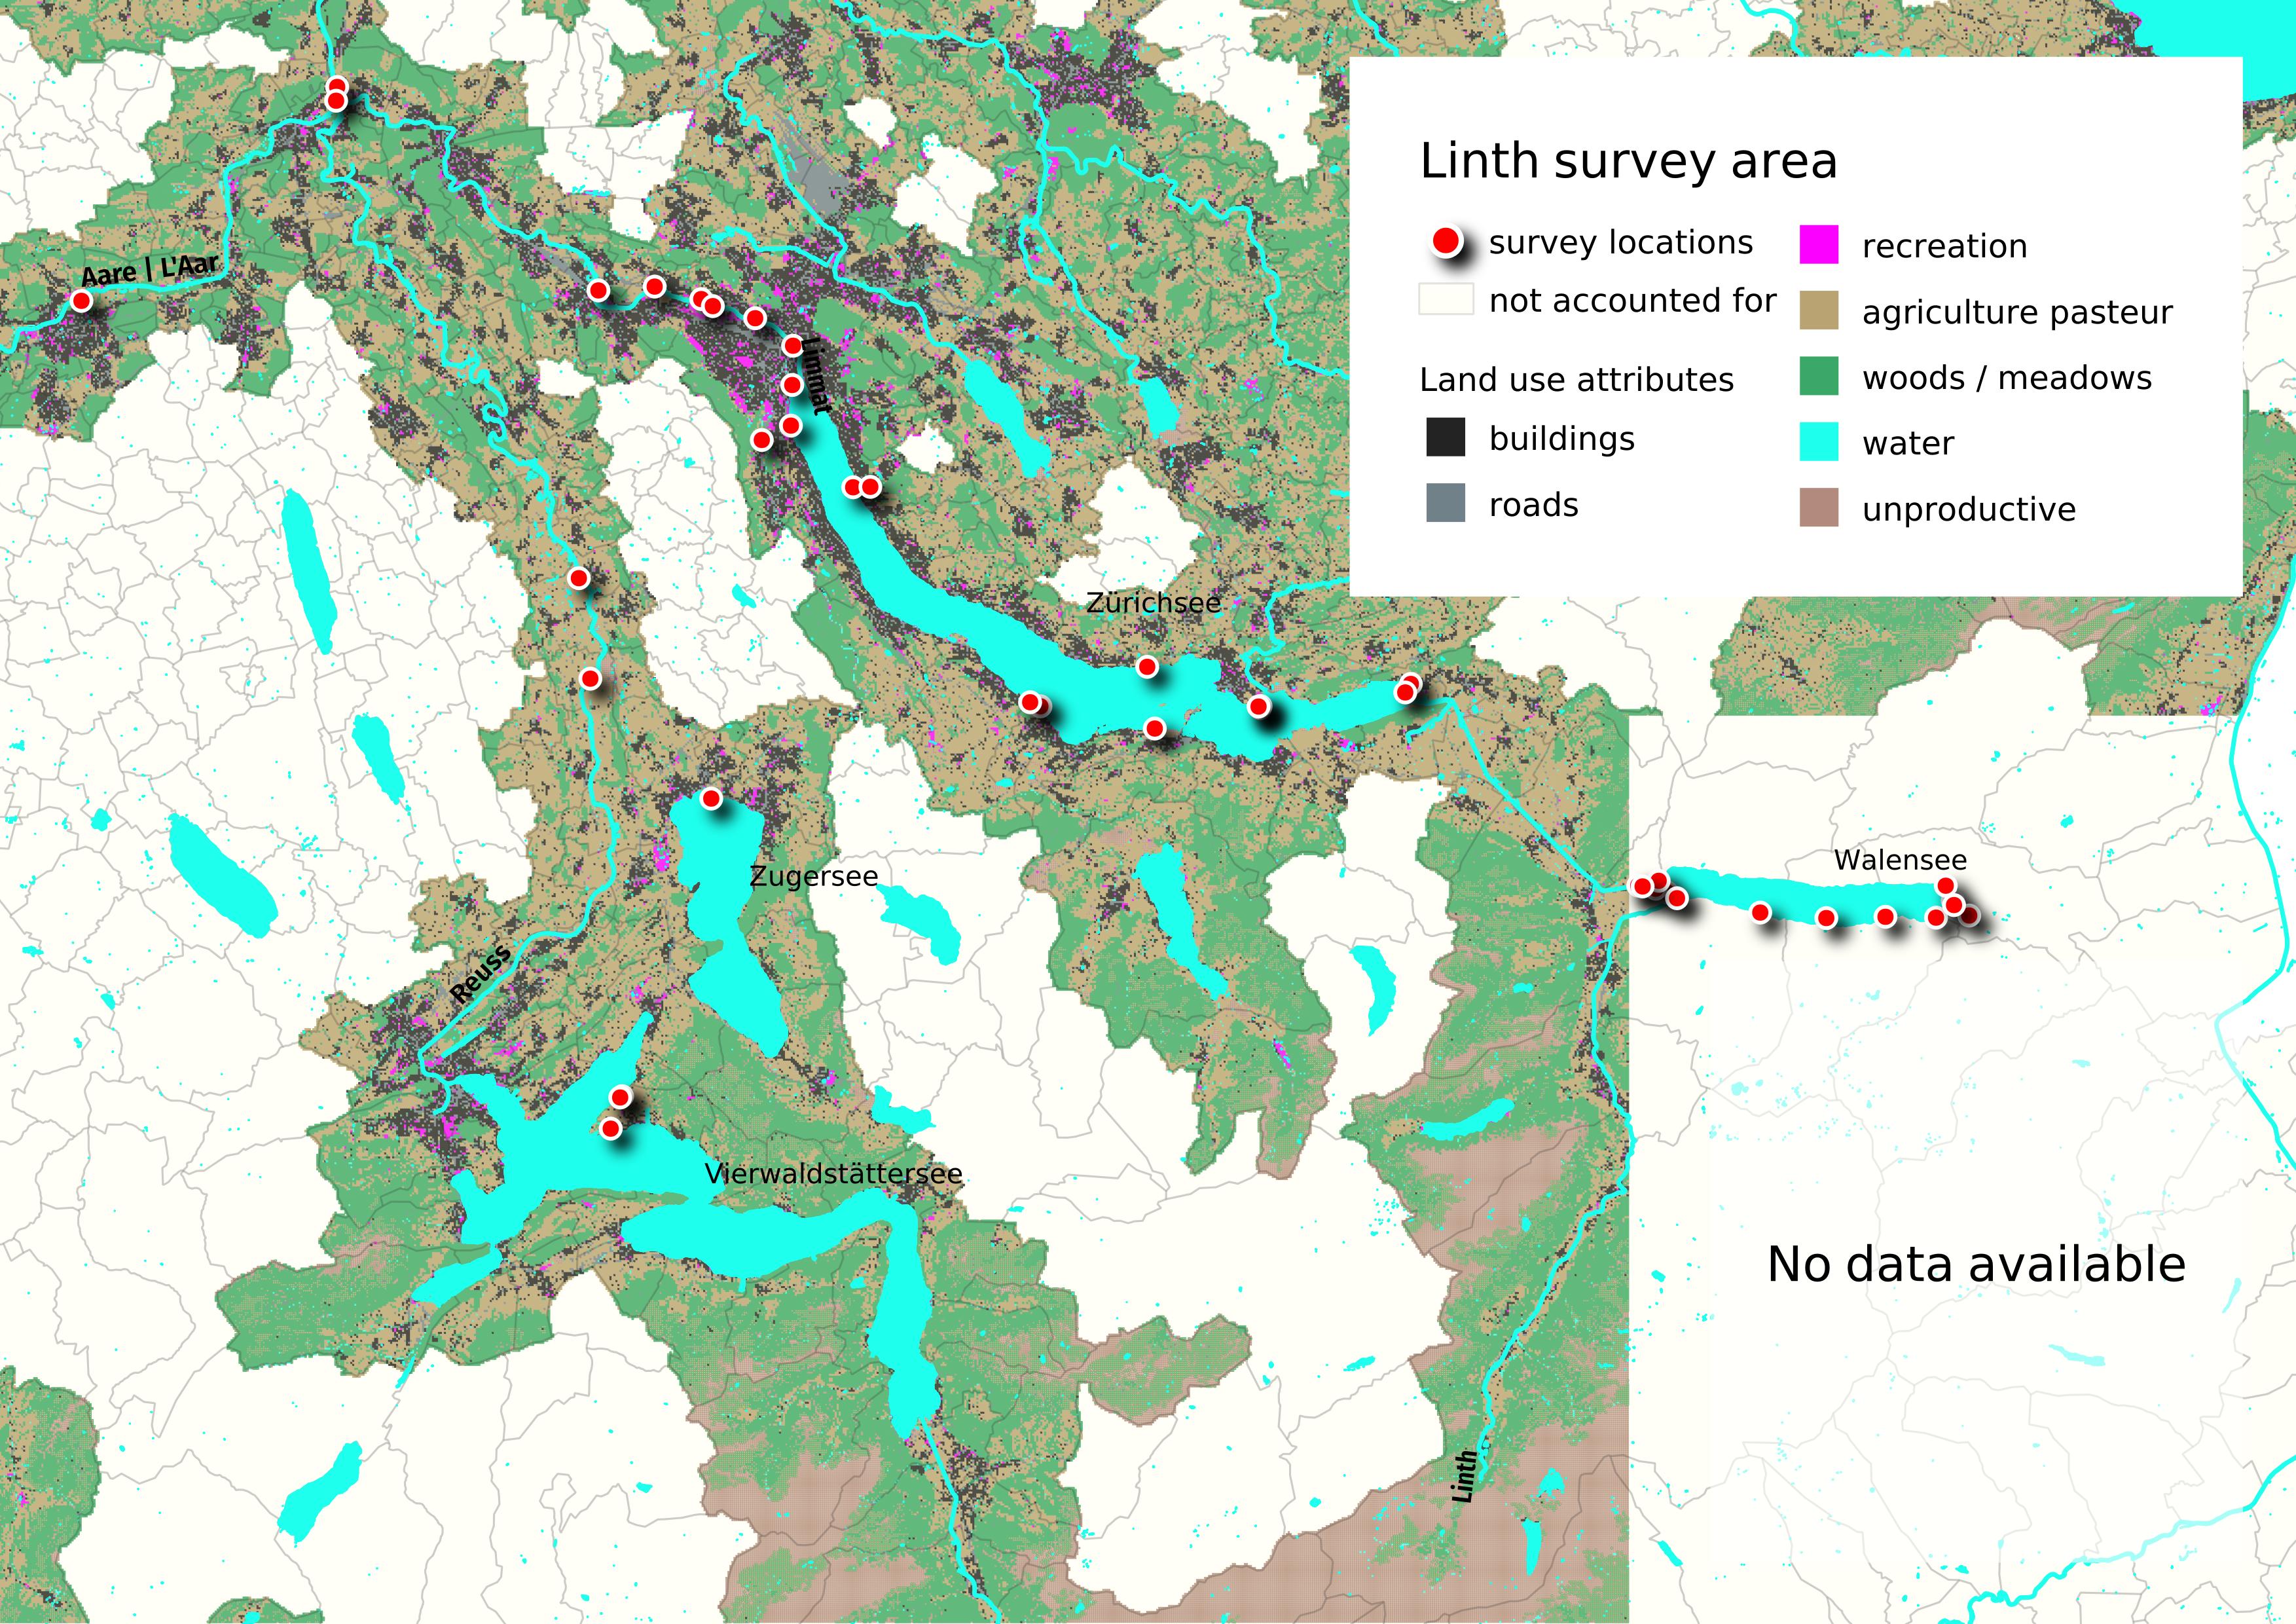 Linth survey area
survey locations
not accounted for
Land use attributes
buildings
roads
recreation
agriculture pasteur
woods / meadows
water
unproductive
Aare | L'Aar
Limmat
Zürichsee
Walensee
Zugersee
Reuss
Vierwaldstättersee
No data available
Linth